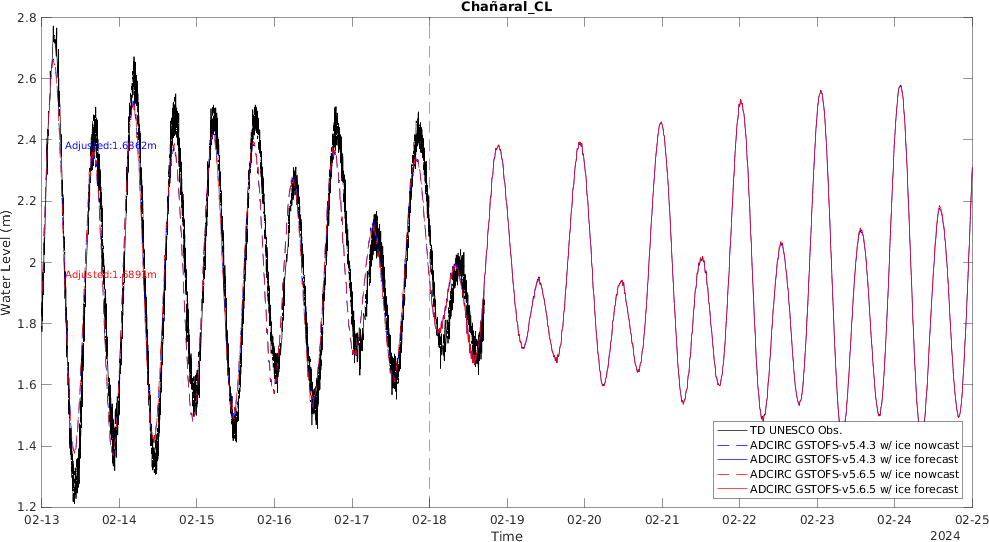 Chañaral_CL
Water Level (m)
2.8
2.6
2.4
2.2
2
1.8
1.6
1.4
1.2
Adjusted:1.6362m
TD UNESCO Obs.
ADCIRC GSTOFS-v5.4.3 w/ ice nowcast
ADCIRC GSTOFS-v5.4.3 w/ ice forecast
ADCIRC GSTOFS-v5.6.5 w/ ice nowcast
ADCIRC GSTOFS-v5.6.5 w/ ice forecast
02-13 02-14 02-15 02-16 02-17 02-18 02-19 02-20 02-21 02-22 02-23 02-24 02-25
Time
2024